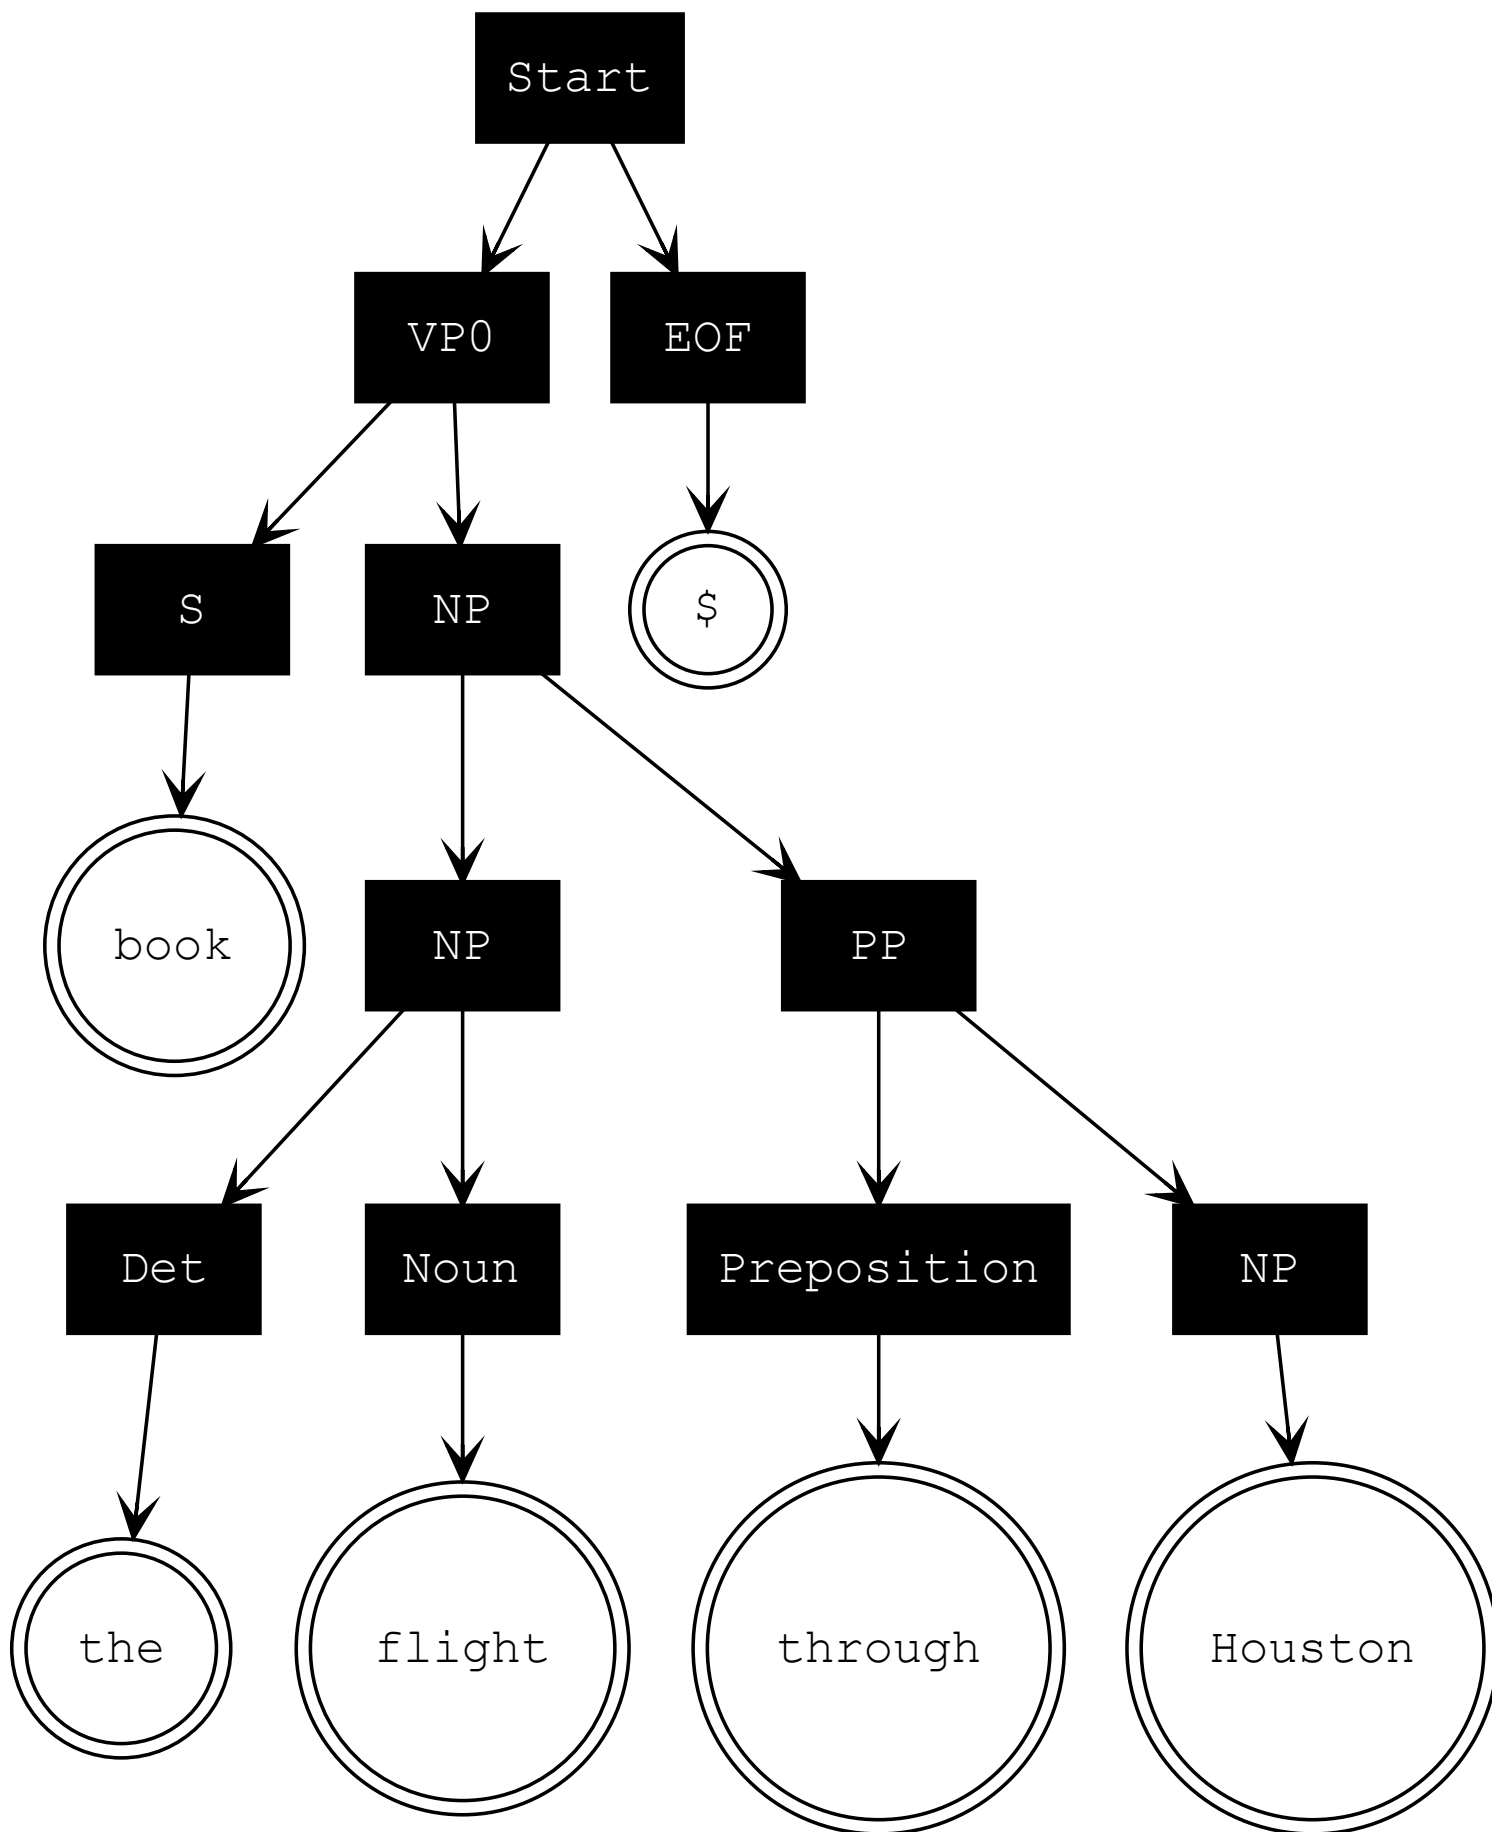 Start
VP0
EOF
S
NP
$
book
NP
PP
Det
Noun
Preposition
NP
the
flight
through
Houston